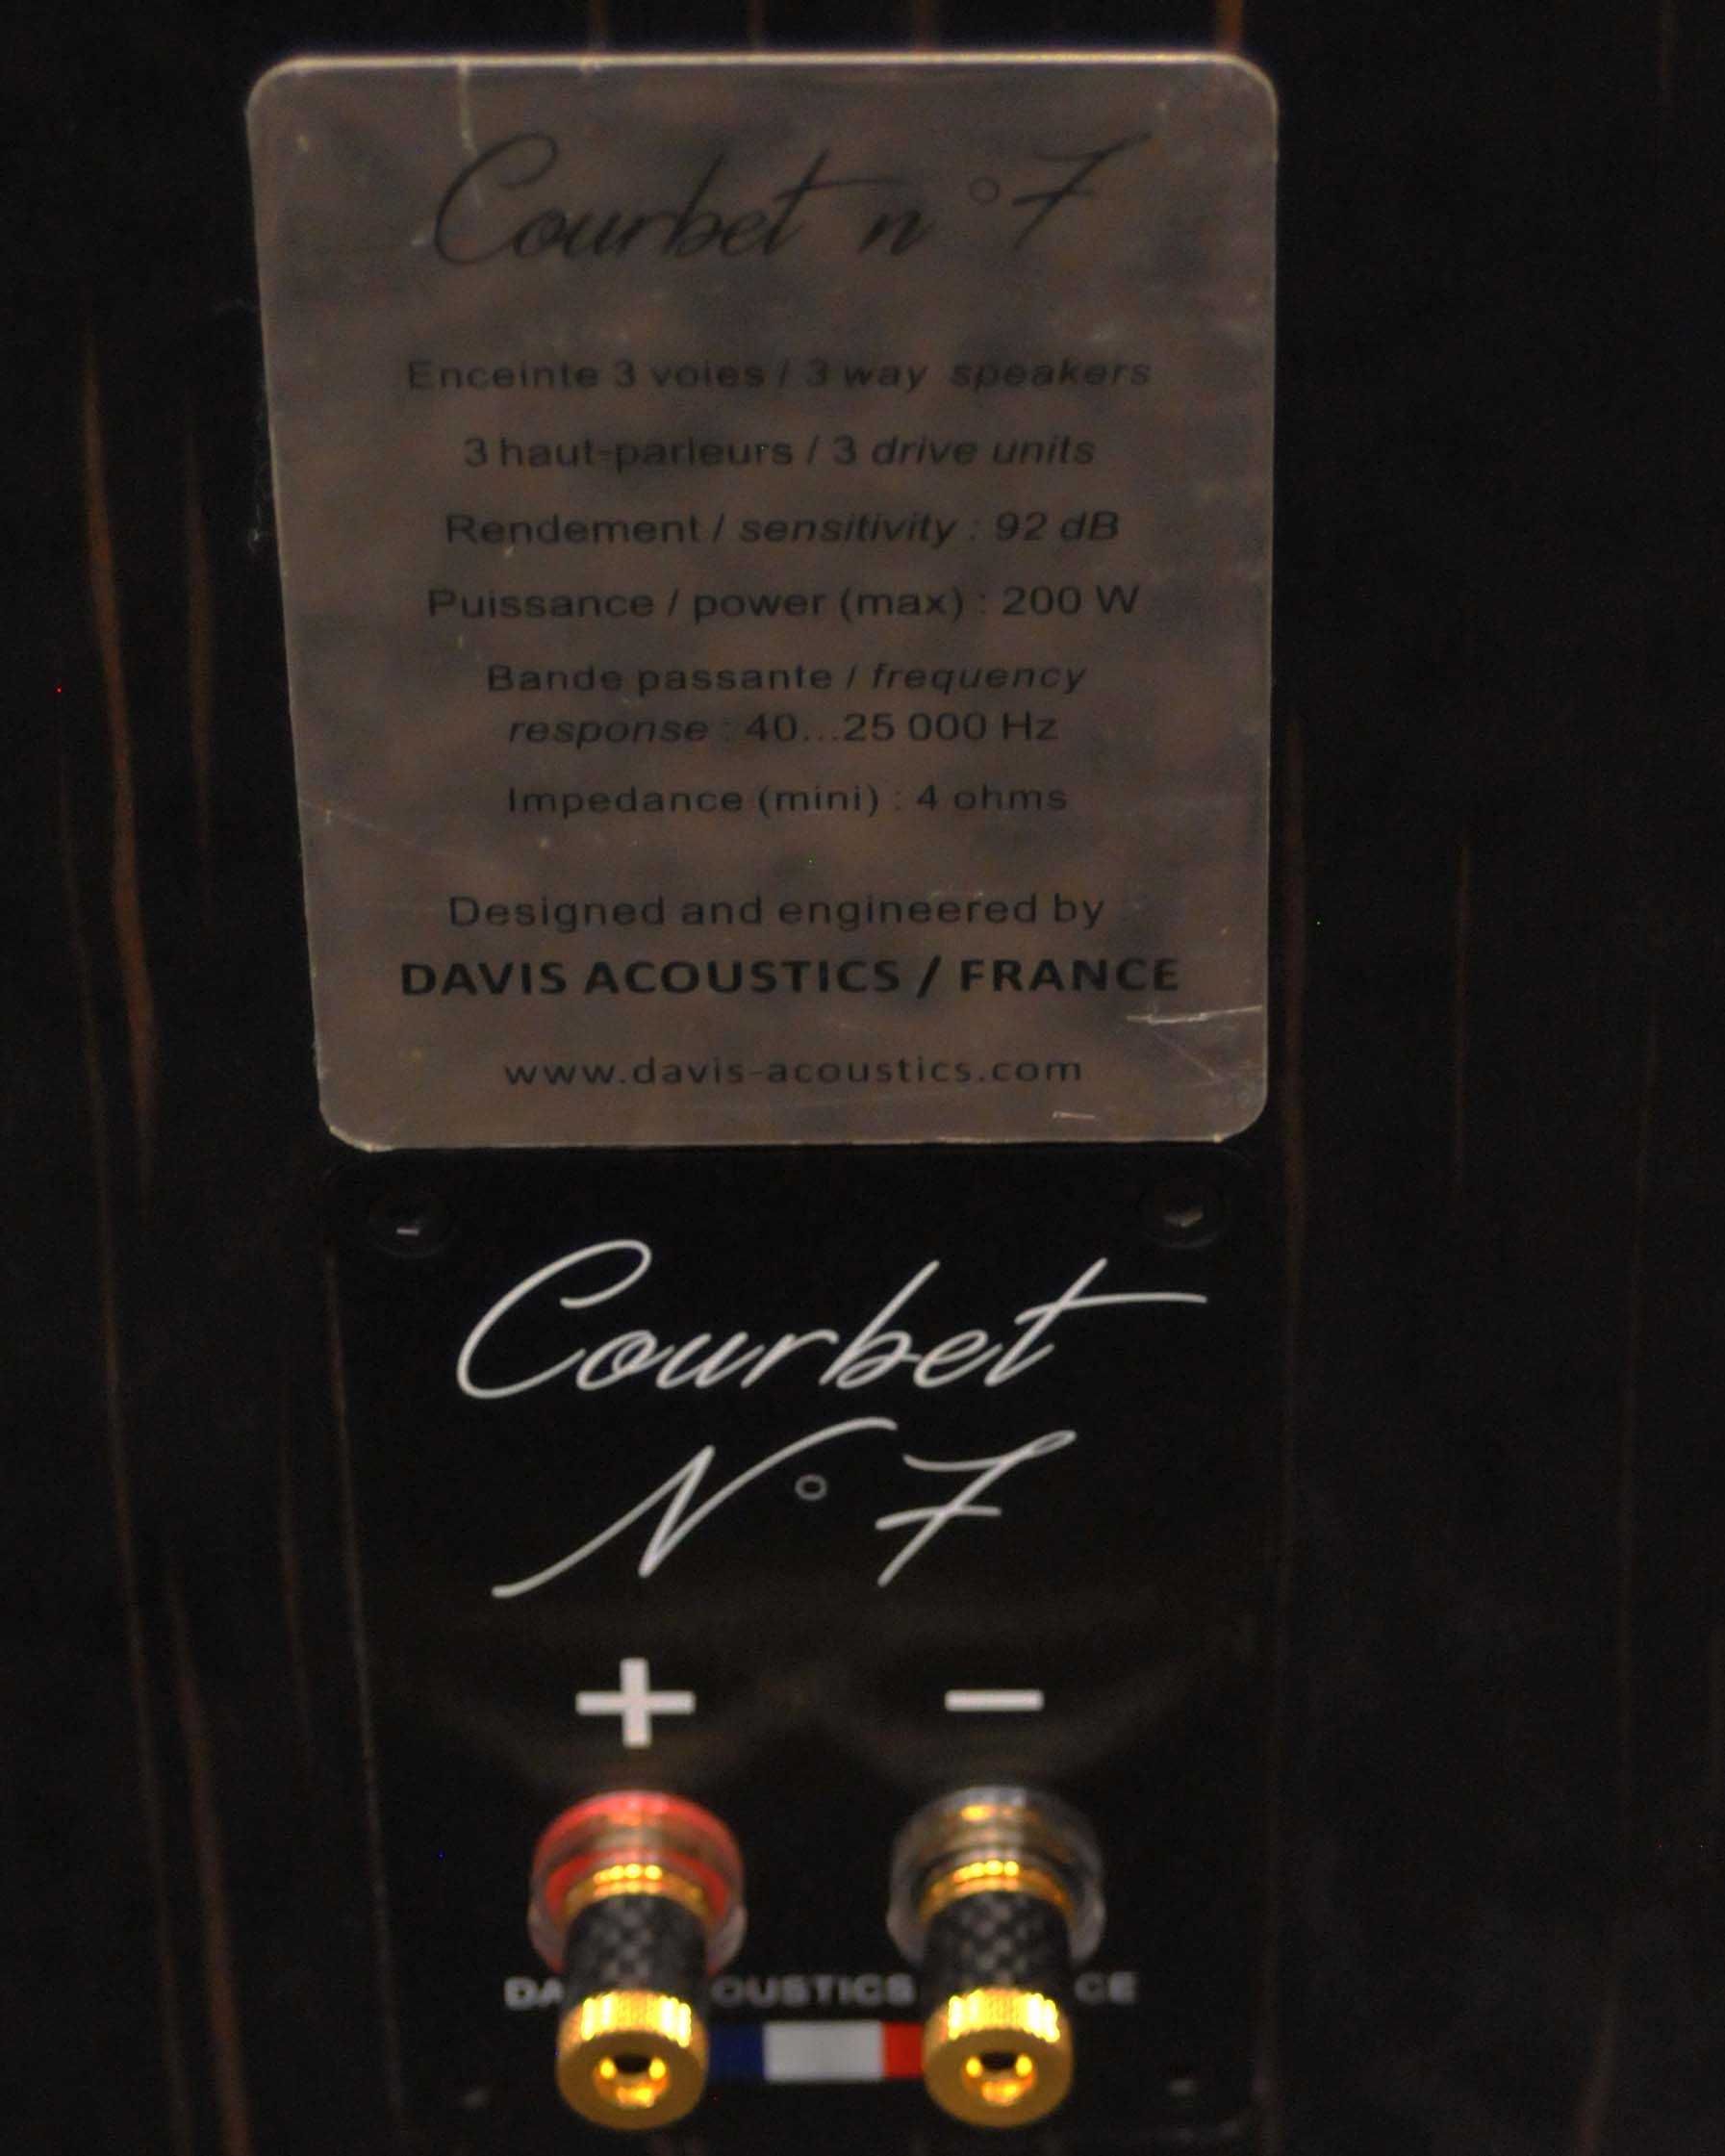 Courbet n°7
Enceinte 3 voies / 3 way speakers
3 haut-parleurs / 3 drive units
Rendement / sensitivity : 92 dB
Puissance / power (max) : 200 W
Bande passante / frequency
response : 40...25 000 Hz
Impedance (mini) : 4 ohms
Designed and engineered by
DAVIS ACOUSTICS / FRANCE
www.davis-acoustics.com
Courbet
N°7
+ −